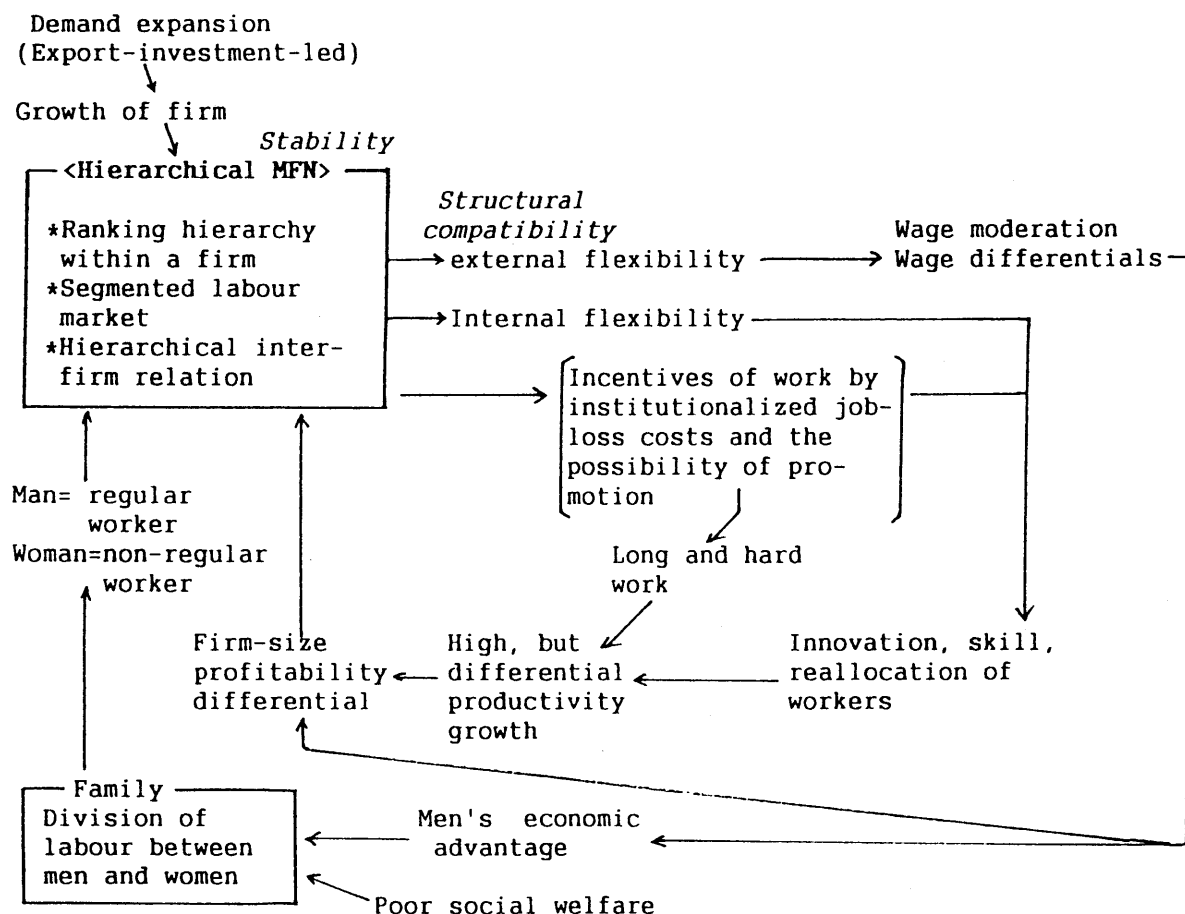 Demand expansion
(Export-investment-led)
Growth of firm
Stability
<Hierarchical MFN>
*Ranking hierarchy
within a firm
*Segmented labour
market
*Hierarchical inter-
firm relation
Structural
compatibility
external flexibility
Wage moderation
Wage differentials
Internal flexibility
Incentives of work by
institutionalized job-
loss costs and the
possibility of pro-
motion
Man= regular
worker
Woman=non-regular
worker
Long and hard
work
Firm-size
profitability
differential
High, but
differential
productivity
growth
Innovation, skill,
reallocation of
workers
Family
Division of
labour between
men and women
Men's economic
advantage
Poor social welfare